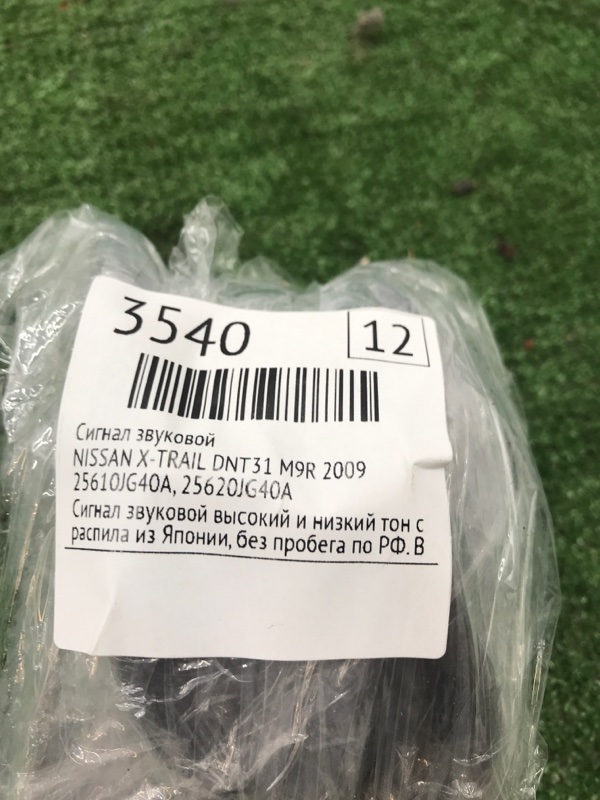 3540
12
Сигнал звуковой
NISSAN X-TRAIL DNT31 M9R 2009
25610JG40A, 25620JG40A
Сигнал звуковой высокий и низкий тон с
распила из Японии, без пробега по РФ. В